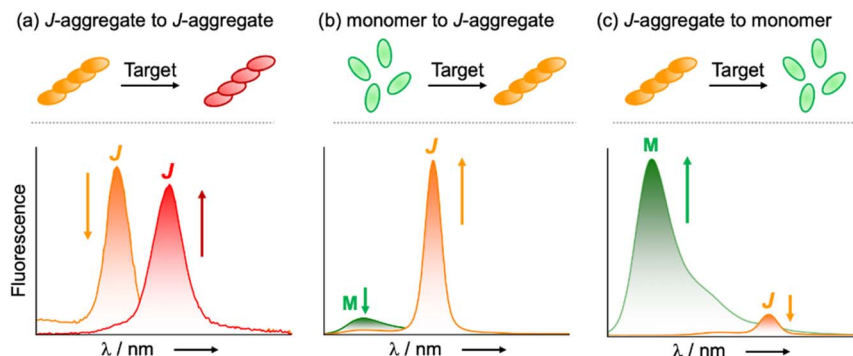 (a) J-aggregate to J-aggregate
(b) monomer to J-aggregate
(c) J-aggregate to monomer
Target
Target
Target
Fluorescence
J
J
λ / nm
M
J
λ / nm
M
J
λ / nm